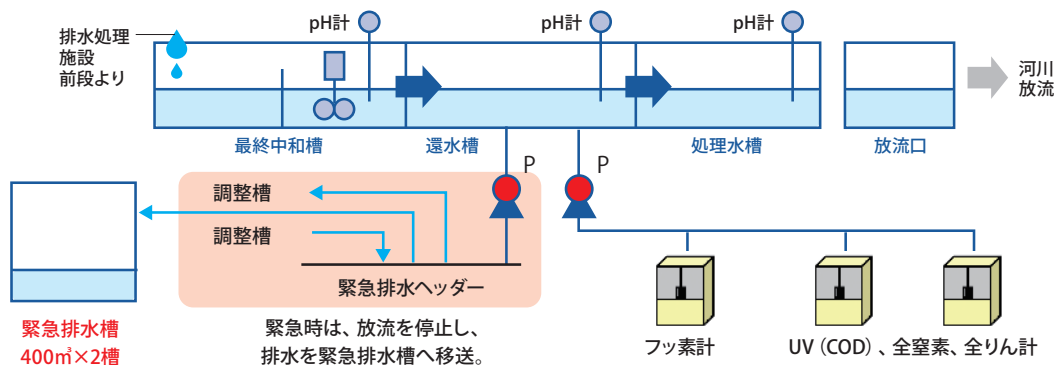 排水処理
施設
前段より
pH計
pH計
pH計
河川
放流
最終中和槽
還水槽
処理水槽
放流口
P
P
調整槽
調整槽
緊急排水ヘッダー
緊急排水槽
400㎥×2槽
緊急時は、放流を停止し、
排水を緊急排水槽へ移送。
フッ素計
UV（COD）、全窒素、全りん計